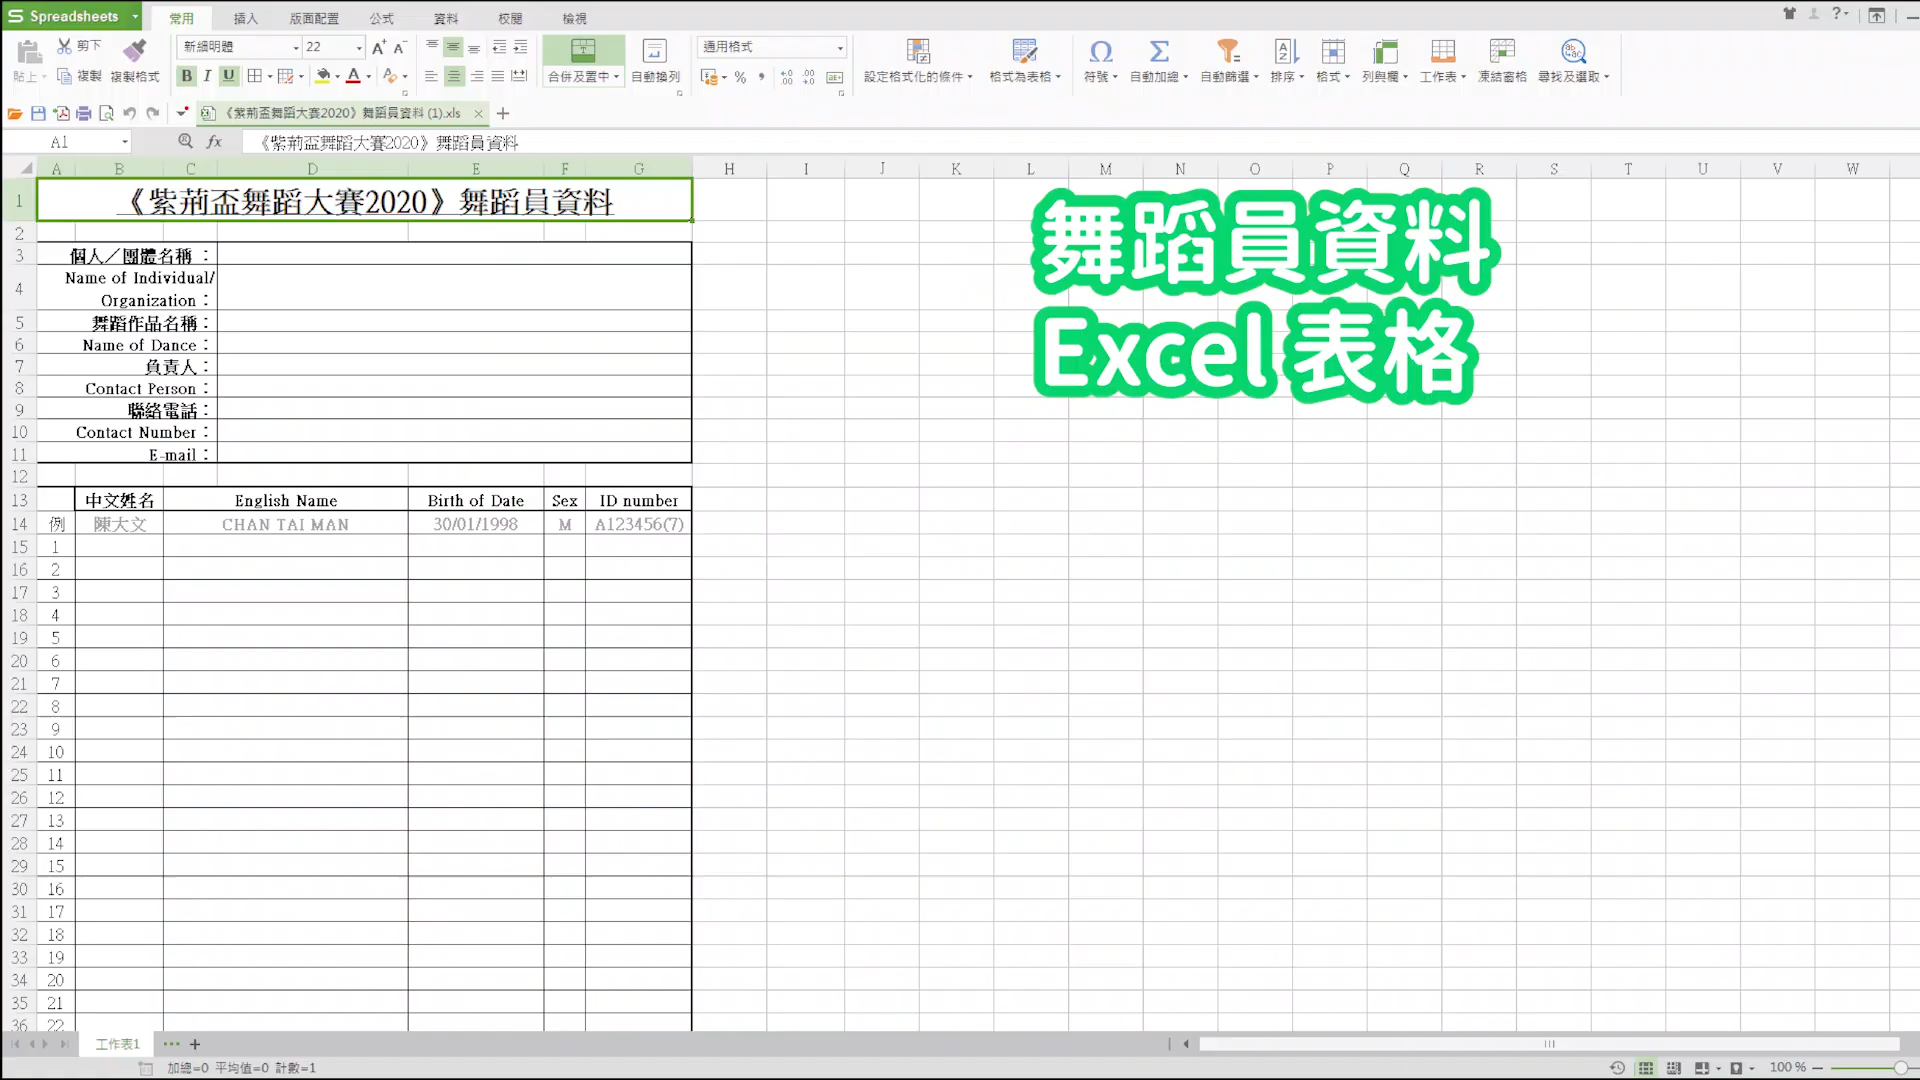 Spreadsheets
常用 插入 版面配置 公式 資料 校閱 檢視
貼上 剪下 複製 複製格式
新細明體 22
B I U
合併及置中 自動換列
通用格式
設定格式化的條件 格式為表格 符號 自動加總 自動篩選 排序 格式 列與欄 工作表 凍結窗格 尋找及選取
《紫荊盃舞蹈大賽2020》舞蹈員資料 (1).xls
A1 fx 《紫荊盃舞蹈大賽2020》舞蹈員資料
A B C D E F G H I J K L M N O P Q R S T U V W
1 《紫荊盃舞蹈大賽2020》舞蹈員資料
2
3 個人／團體名稱：
4 Name of Individual/
Organization：
5 舞蹈作品名稱：
6 Name of Dance：
7 負責人：
8 Contact Person：
9 聯絡電話：
10 Contact Number：
11 E-mail：
12
13 中文姓名 English Name Birth of Date Sex ID number
14 例 陳大文 CHAN TAI MAN 30/01/1998 M A123456(7)
15 1
16 2
17 3
18 4
19 5
20 6
21 7
22 8
23 9
24 10
25 11
26 12
27 13
28 14
29 15
30 16
31 17
32 18
33 19
34 20
35 21
36 22
舞蹈員資料
Excel 表格
工作表1
加總=0 平均值=0 計數=1
100 %